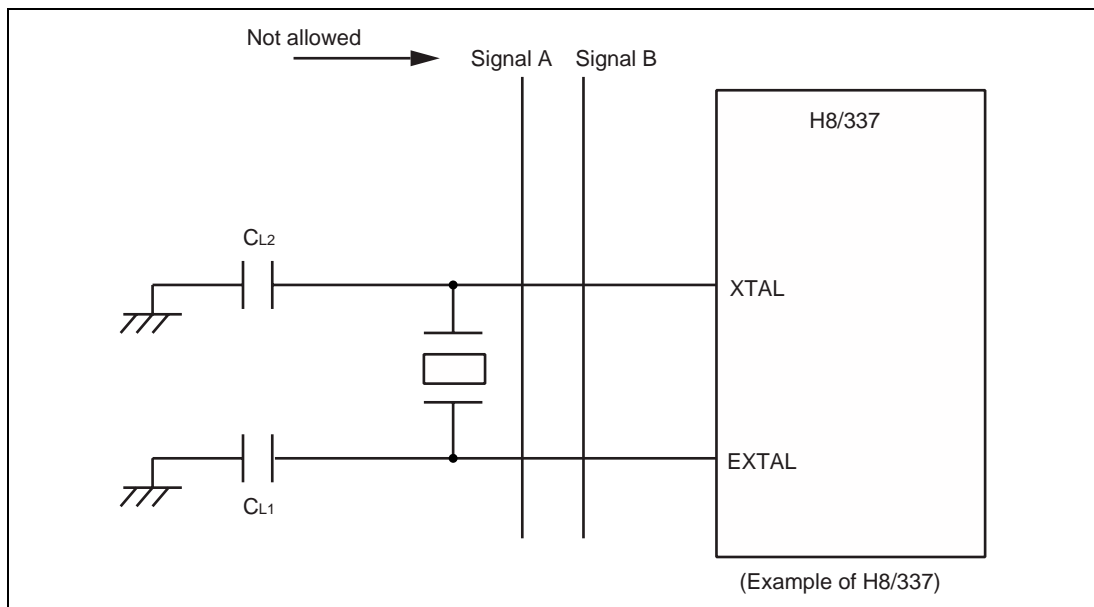 Not allowed
Signal A
Signal B
H8/337
CL2
XTAL
EXTAL
CL1
(Example of H8/337)